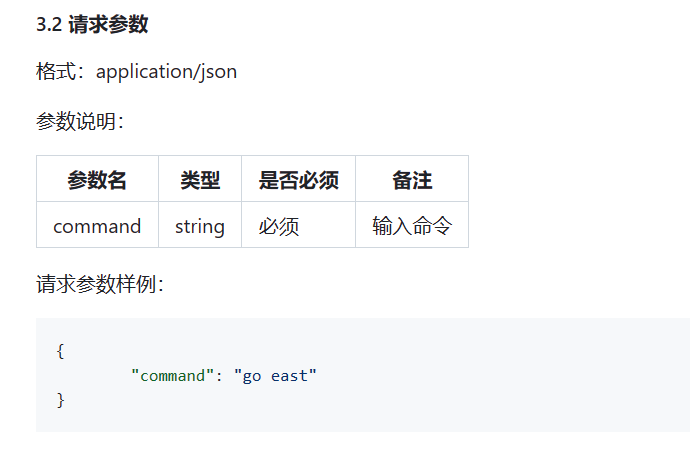 3.2 请求参数
格式：application/json
参数说明：
参数名 类型 是否必须 备注
command string 必须 输入命令
请求参数样例：
{
"command": "go east"
}